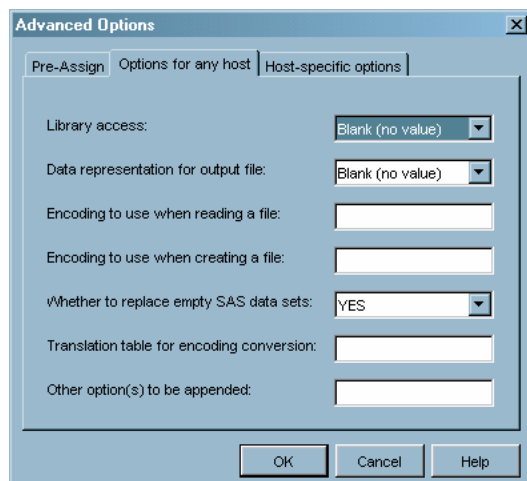 Advanced Options
Pre-Assign Options for any host Host-specific options
Library access: Blank (no value)
Data representation for output file: Blank (no value)
Encoding to use when reading a file:
Encoding to use when creating a file:
Whether to replace empty SAS data sets: YES
Translation table for encoding conversion:
Other option(s) to be appended:
OK Cancel Help